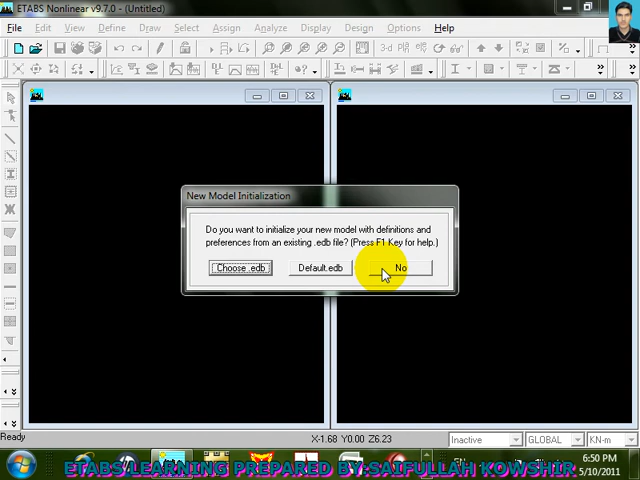 ETABS Nonlinear v9.7.0 - (Untitled)
File Edit View Define Draw Select Assign Analyze Display Design Options Help
3-d
New Model Initialization
Do you want to initialize your new model with definitions and
preferences from an existing .edb file? (Press F1 Key for help.)
Choose .edb Default.edb No
Ready X-1.68 Y0.00 Z6.23 Inactive GLOBAL KN-m
6:50 PM
5/10/2011
ETABS LEARNING PREPARED BY:SAIFULLAH KOWSHIR